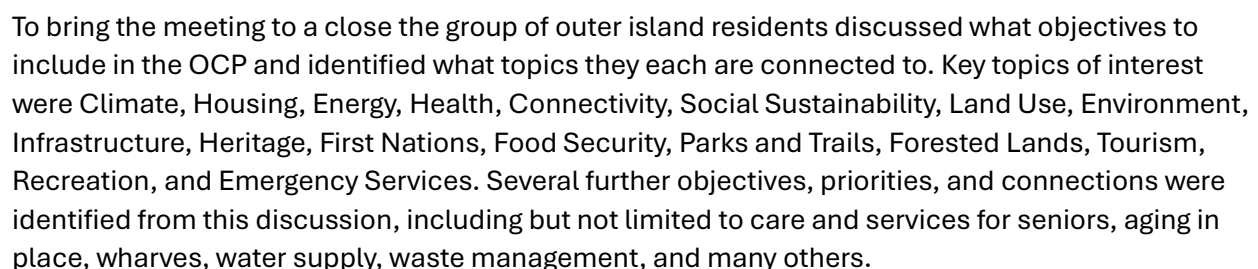 To bring the meeting to a close the group of outer island residents discussed what objectives to
include in the OCP and identified what topics they each are connected to. Key topics of interest
were Climate, Housing, Energy, Health, Connectivity, Social Sustainability, Land Use, Environment,
Infrastructure, Heritage, First Nations, Food Security, Parks and Trails, Forested Lands, Tourism,
Recreation, and Emergency Services. Several further objectives, priorities, and connections were
identified from this discussion, including but not limited to care and services for seniors, aging in
place, wharves, water supply, waste management, and many others.